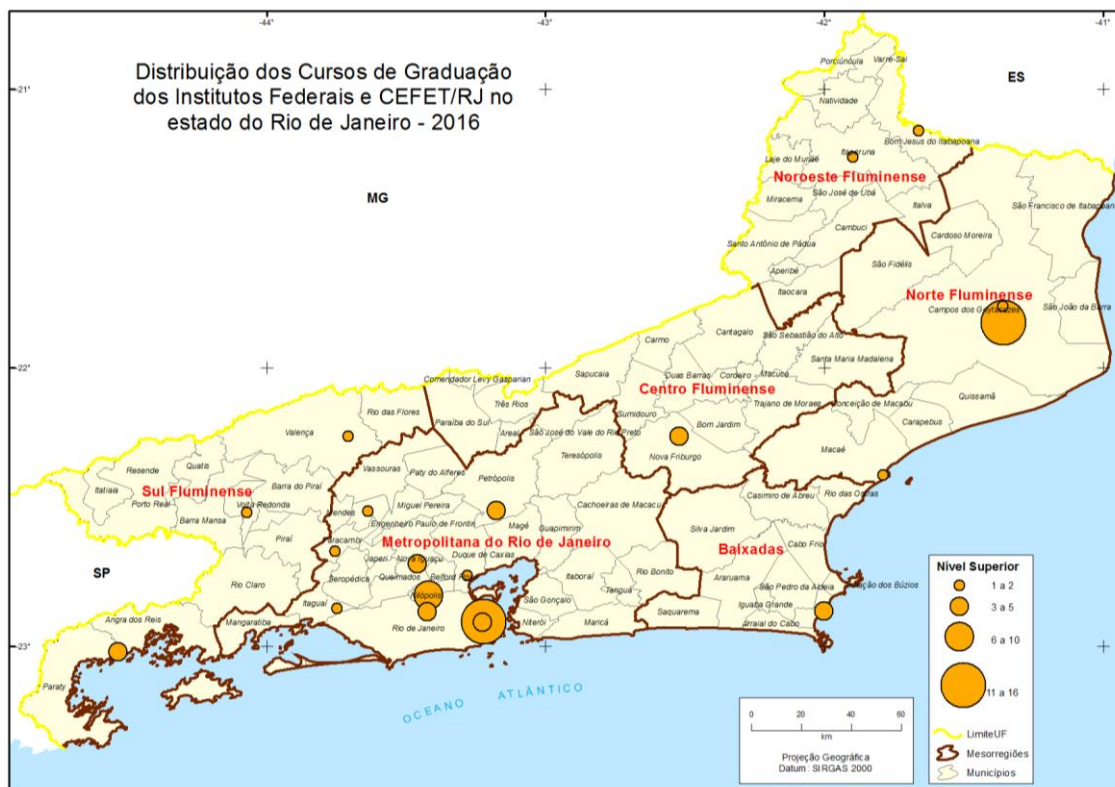 Distribuição dos Cursos de Graduação
dos Institutos Federais e CEFET/RJ no
estado do Rio de Janeiro - 2016
-44
-43
-42
-41
-21
-21
-22
-22
-23
-23
MG
ES
SP
Porciúncula
Varre-Sai
Natividade
Bom Jesus do Itabapoana
Itaperuna
Laje do Muriaé
Noroeste Fluminense
São José de Ubá
Miracema
Italva
São Francisco de Itabapoana
Cambuci
Cardoso Moreira
Santo Antônio de Pádua
São Fidélis
Aperibé
Itaocara
Norte Fluminense
Campos dos Goytacazes
São João da Barra
Cantagalo
São Sebastião do Alto
Carmo
Santa Maria Madalena
Duas Barras
Cordeiro
Macuco
Comendador Levy Gasparian
Sapucaia
Centro Fluminense
Quissamã
Três Rios
Trajano de Moraes
Conceição de Macabu
Rio das Flores
Paraíba do Sul
Areal
São José do Vale do Rio Preto
Sumidouro
Bom Jardim
Carapebus
Valença
Nova Friburgo
Macaé
Teresópolis
Vassouras
Paty do Alferes
Petrópolis
Resende
Quatis
Itatiaia
Barra do Piraí
Sul Fluminense
Porto Real
Volta Redonda
Barra Mansa
Mendes
Miguel Pereira
Engenheiro Paulo de Frontin
Magé
Guapimirim
Cachoeiras de Macacu
Casimiro de Abreu
Rio das Ostras
Piraí
Paracambi
Metropolitana do Rio de Janeiro
Silva Jardim
Baixadas
Cabo Frio
Japeri
Nova Iguaçu
Duque de Caxias
Seropédica
Queimados
Belford Roxo
Itaboraí
Rio Bonito
Araruama
São Pedro da Aldeia
Armação dos Búzios
Rio Claro
Nilópolis
Tanguá
São Gonçalo
Iguaba Grande
Itaguaí
Saquarema
Arraial do Cabo
Angra dos Reis
Mangaratiba
Rio de Janeiro
Niterói
Maricá
Paraty
OCEANO ATLÂNTICO
0 10 20 40 60
km
Projeção Geográfica
Datum: SIRGAS 2000
Nível Superior
1 a 2
3 a 5
6 a 10
11 a 16
LimiteUF
Mesorregiões
Municípios